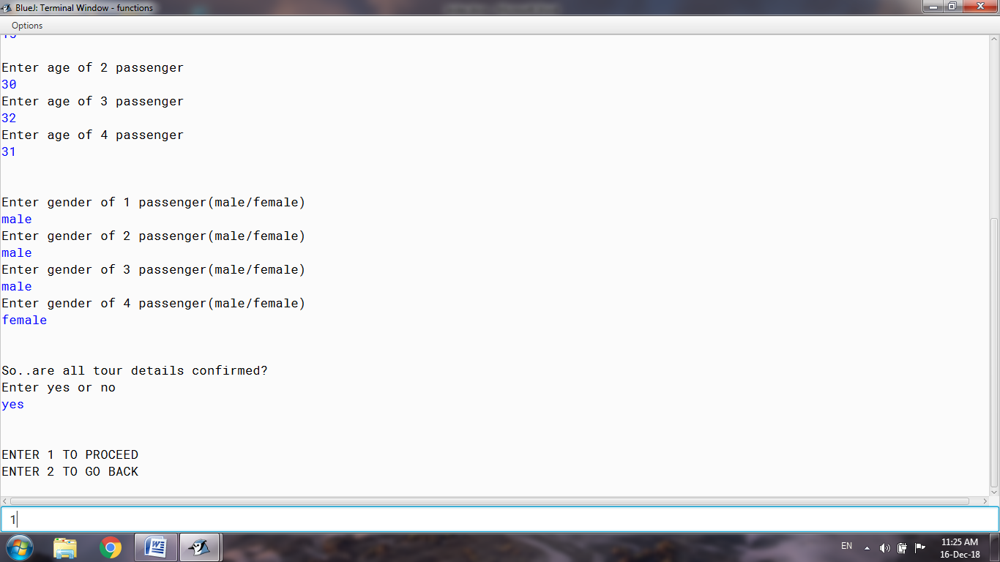 BlueJ: Terminal Window - functions
Options
Enter age of 2 passenger
30
Enter age of 3 passenger
32
Enter age of 4 passenger
31
Enter gender of 1 passenger(male/female)
male
Enter gender of 2 passenger(male/female)
male
Enter gender of 3 passenger(male/female)
male
Enter gender of 4 passenger(male/female)
female
So..are all tour details confirmed?
Enter yes or no
yes
ENTER 1 TO PROCEED
ENTER 2 TO GO BACK
1
EN
11:25 AM
16-Dec-18